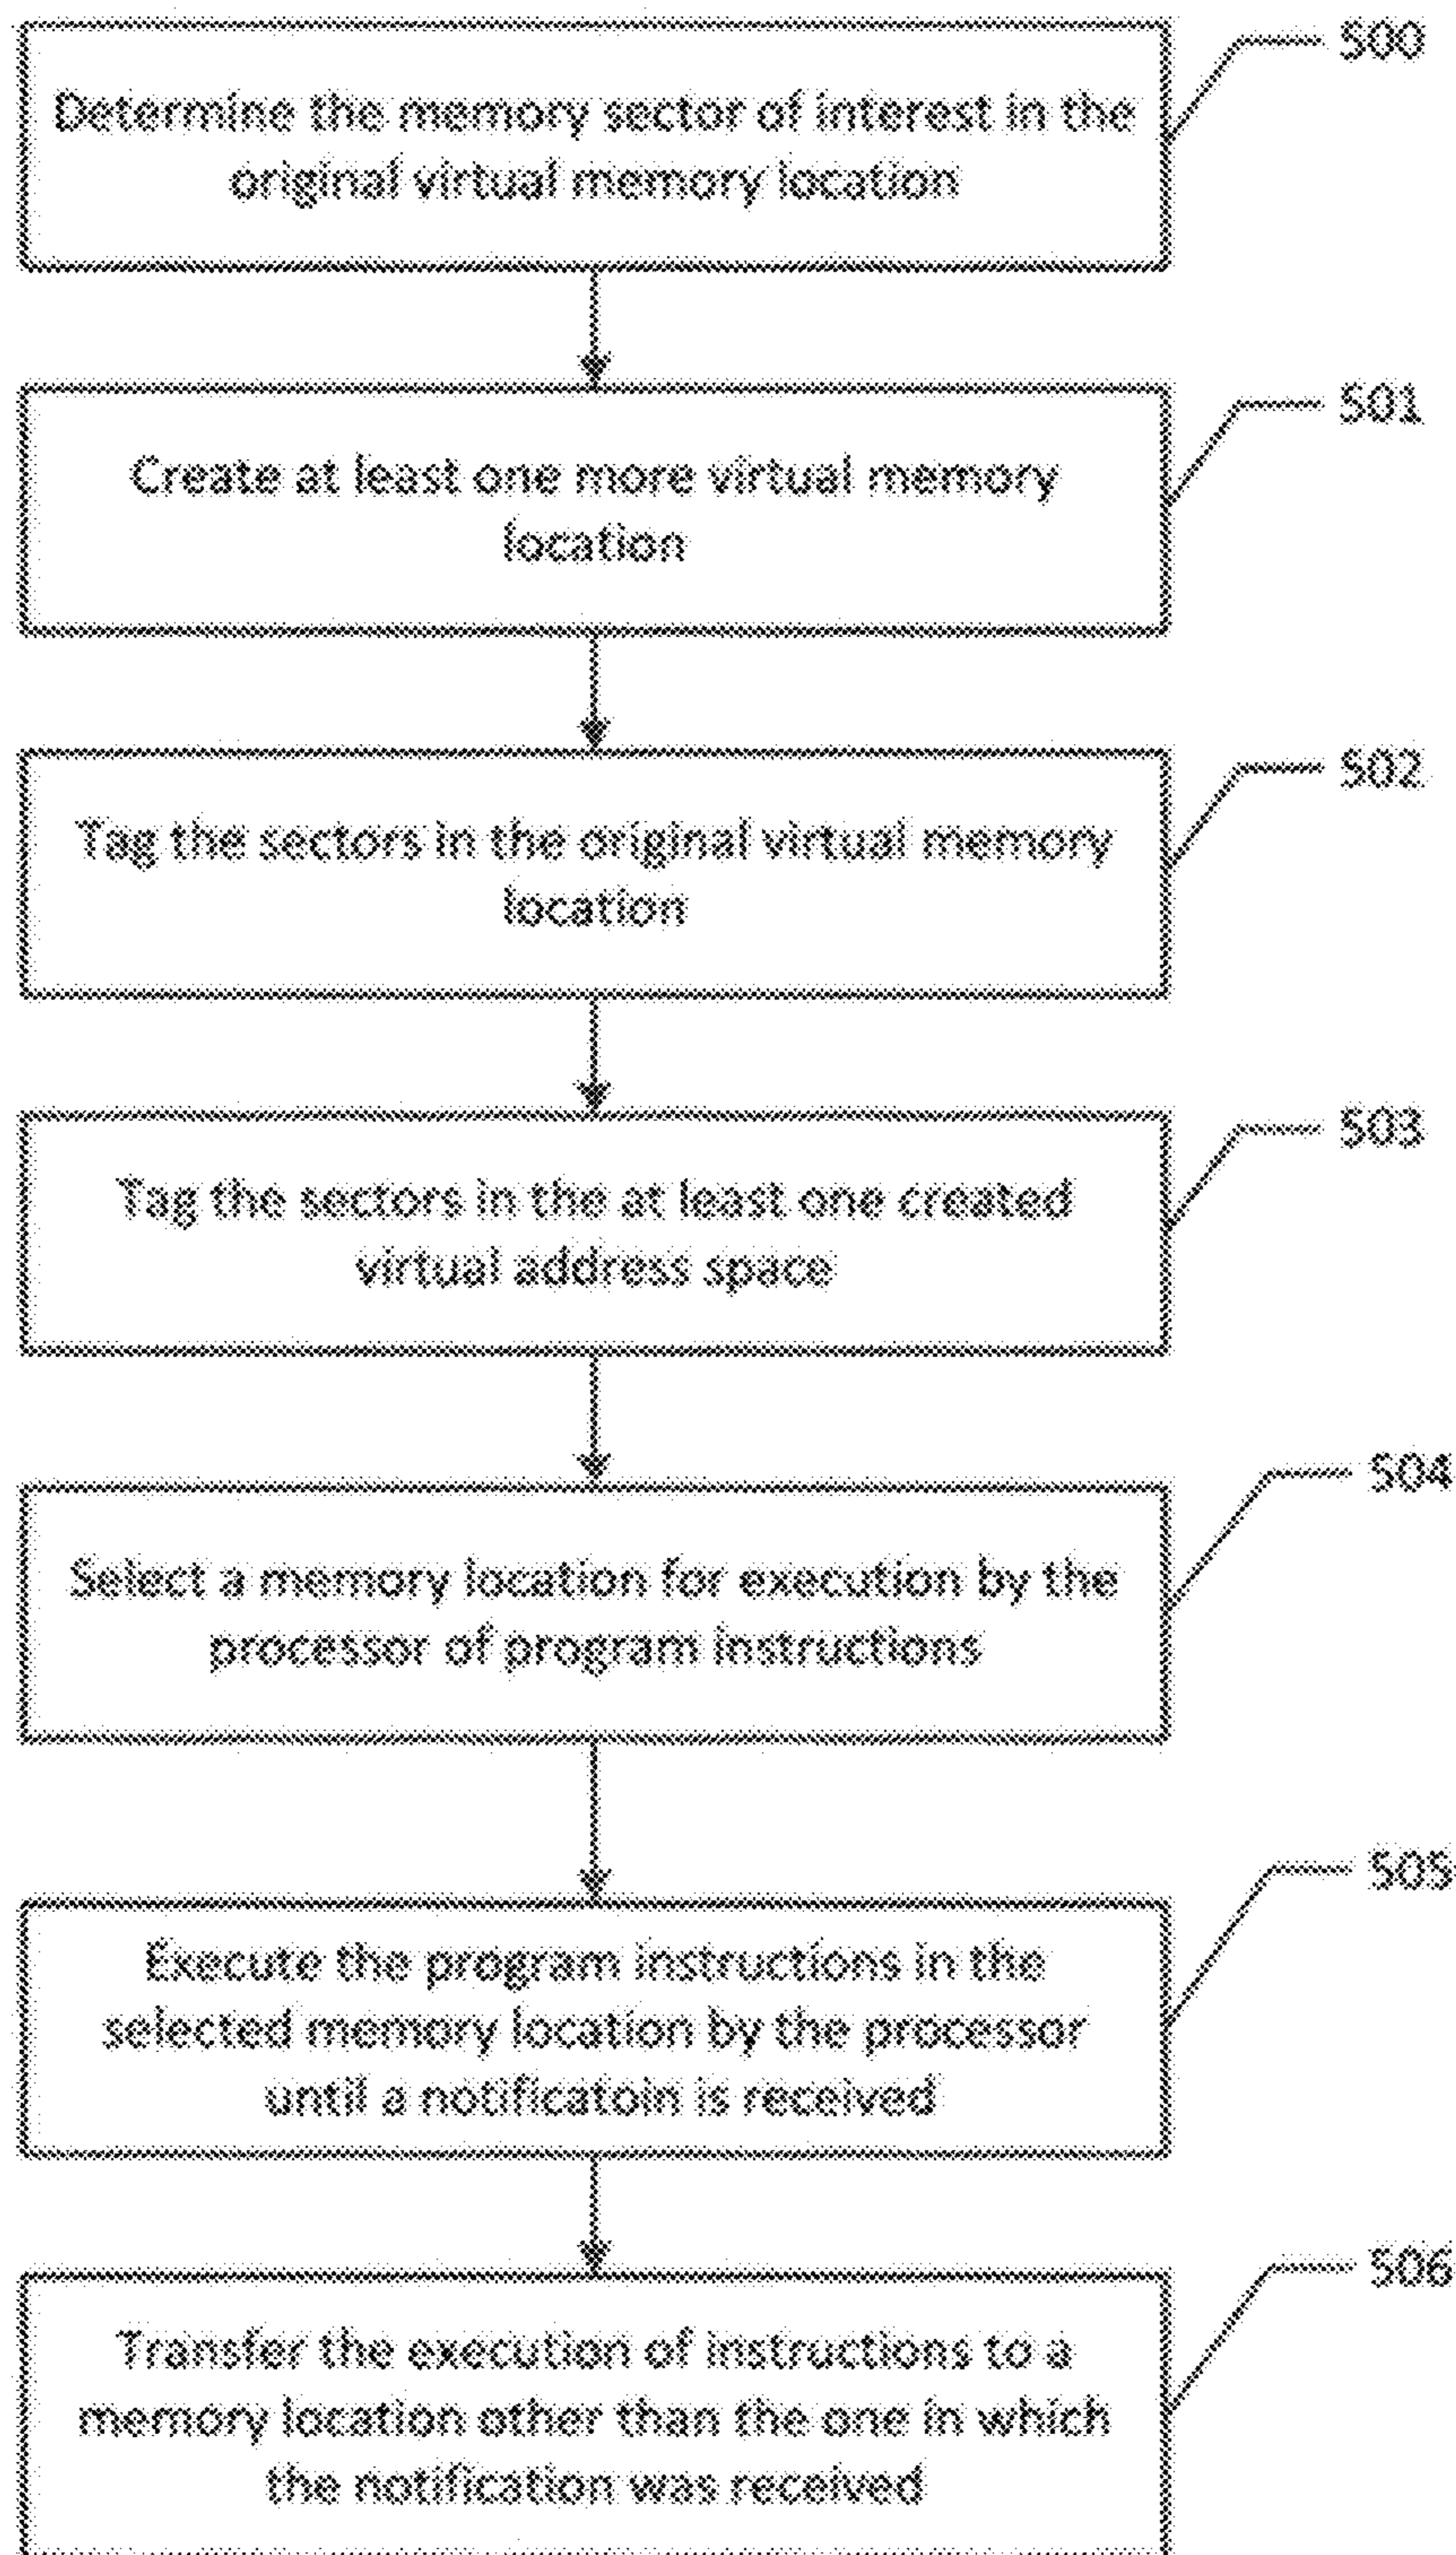 500
Determine the memory sector of interest in the
original virtual memory location
501
Create at least one more virtual memory
location
502
Tag the sectors in the original virtual memory
location
503
Tag the sectors in the at least one created
virtual address space
504
Select a memory location for execution by the
processor of program instructions
505
Execute the program instructions in the
selected memory location by the processor
until a notificatoin is received
506
Transfer the execution of instructions to a
memory location other than the one in which
the notification was received